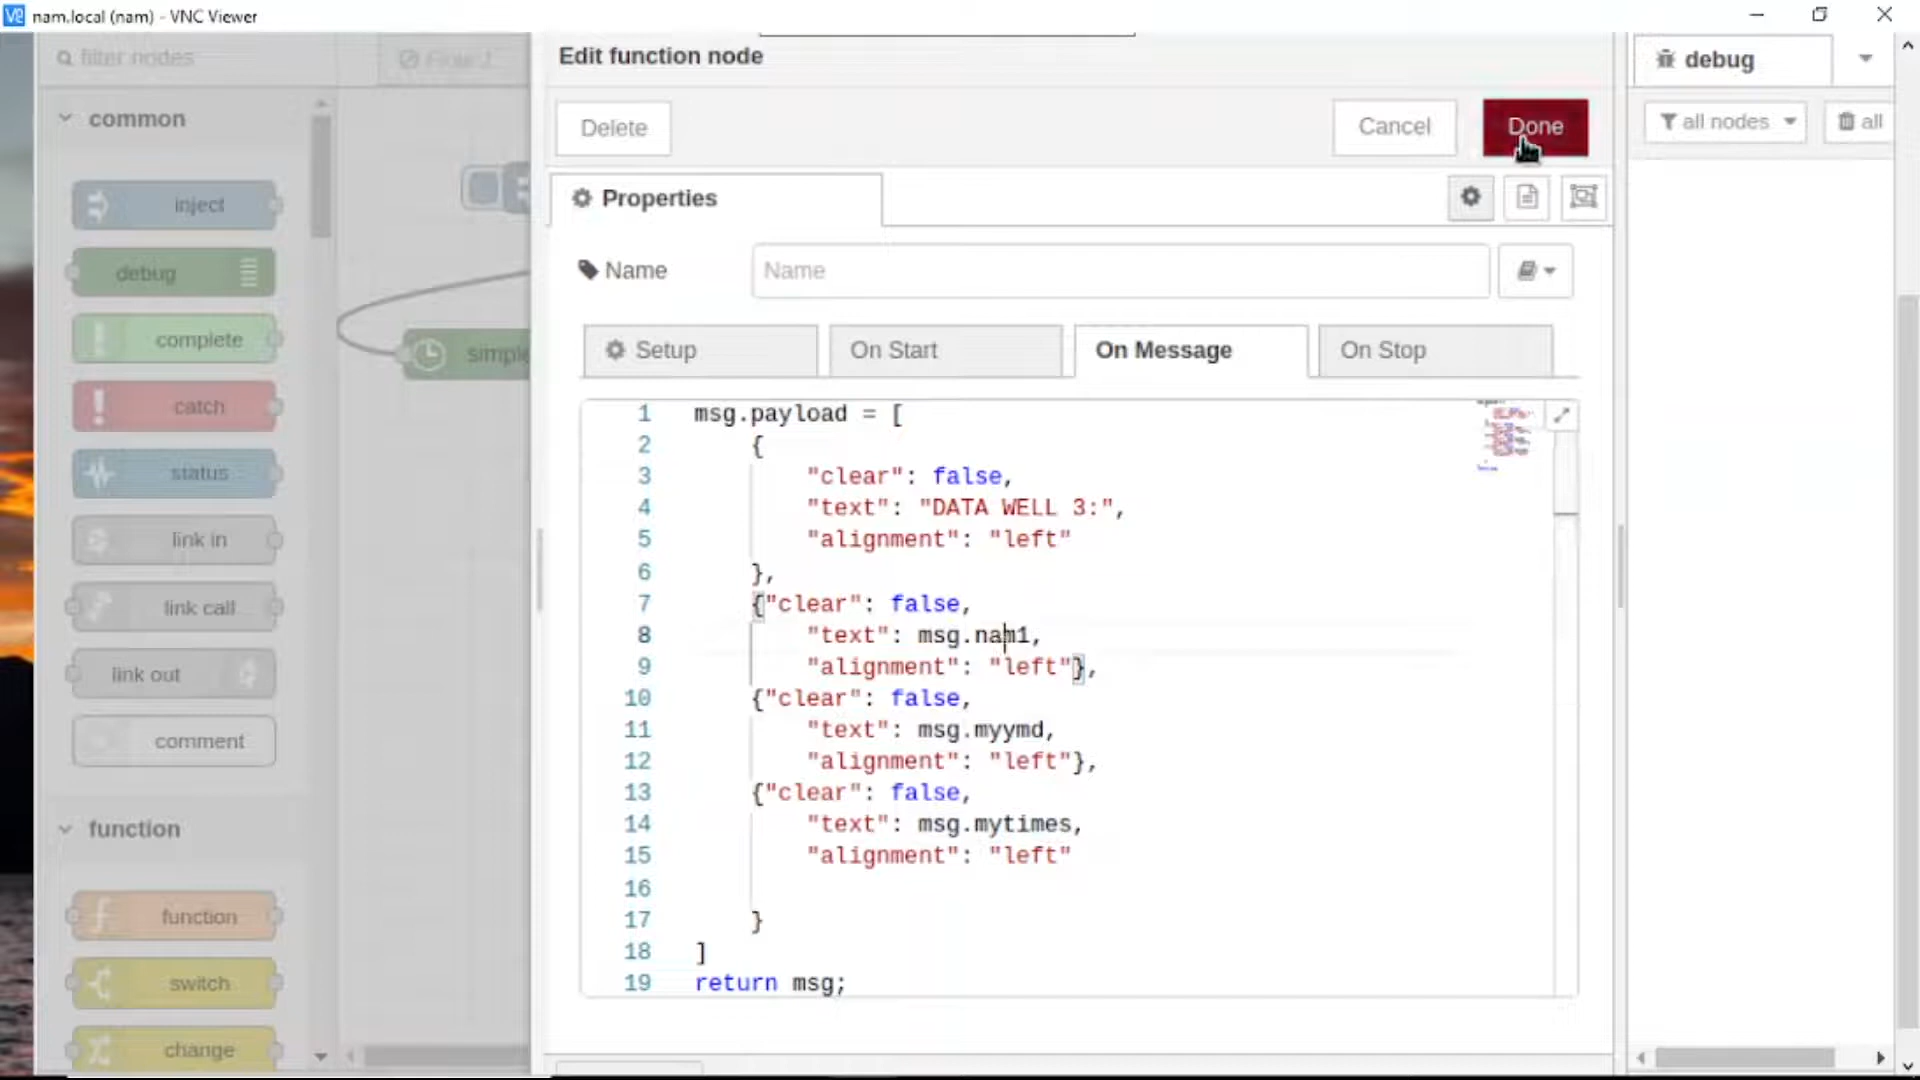 nam.local (nam) - VNC Viewer
filter nodes
Edit function node
debug
Delete
Cancel
Done
all nodes
all
common
inject
debug
complete
catch
status
link in
link call
link out
comment
function
function
switch
change
simple
Properties
Name
Name
Setup
On Start
On Message
On Stop
1 msg.payload = [
2 {
3 "clear": false,
4 "text": "DATA WELL 3:",
5 "alignment": "left"
6 },
7 {"clear": false,
8 "text": msg.nam1,
9 "alignment": "left"},
10 {"clear": false,
11 "text": msg.myymd,
12 "alignment": "left"},
13 {"clear": false,
14 "text": msg.mytimes,
15 "alignment": "left"
16
17 }
18 ]
19 return msg;